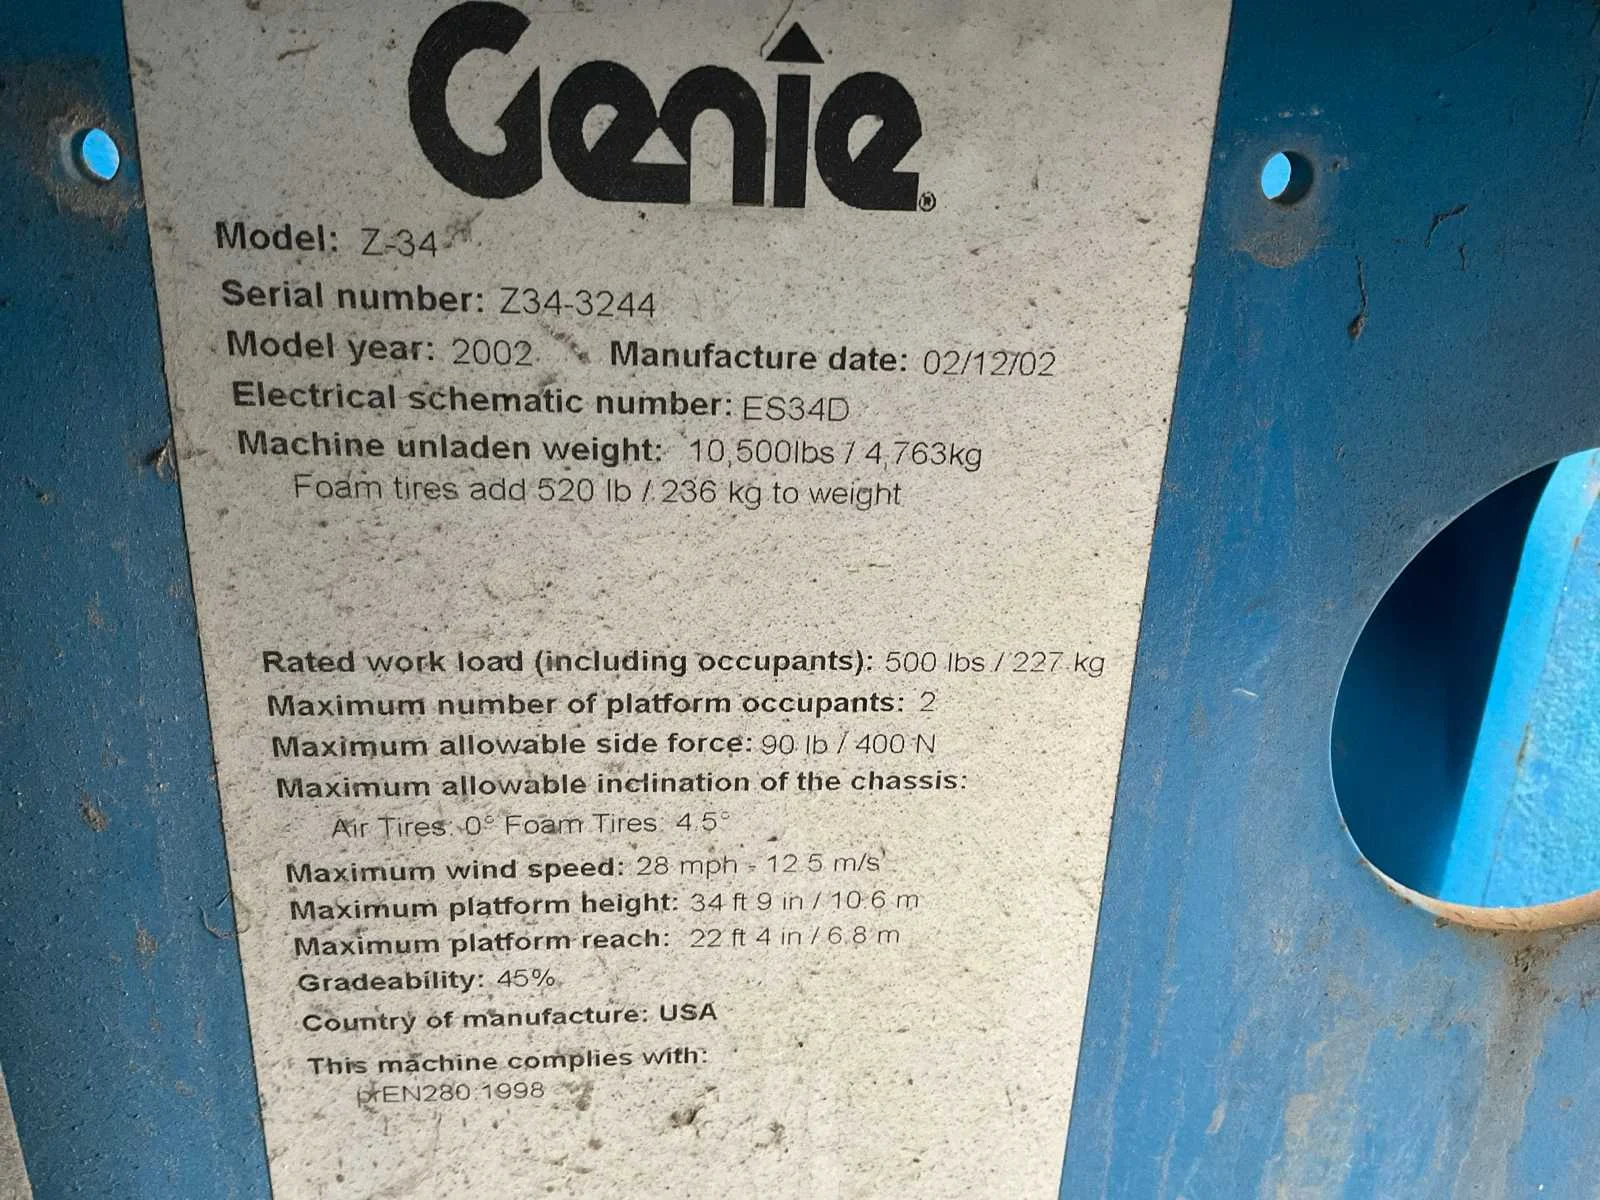 Genie®
Model: Z-34
Serial number: Z34-3244
Model year: 2002 Manufacture date: 02/12/02
Electrical schematic number: ES34D
Machine unladen weight: 10,500lbs / 4,763kg
Foam tires add 520 lb / 236 kg to weight
Rated work load (including occupants): 500 lbs / 227 kg
Maximum number of platform occupants: 2
Maximum allowable side force: 90 lb / 400 N
Maximum allowable inclination of the chassis:
Air Tires: 0° Foam Tires: 4.5°
Maximum wind speed: 28 mph - 12.5 m/s
Maximum platform height: 34 ft 9 in / 10.6 m
Maximum platform reach: 22 ft 4 in / 6.8 m
Gradeability: 45%
Country of manufacture: USA
This machine complies with:
prEN280:1998